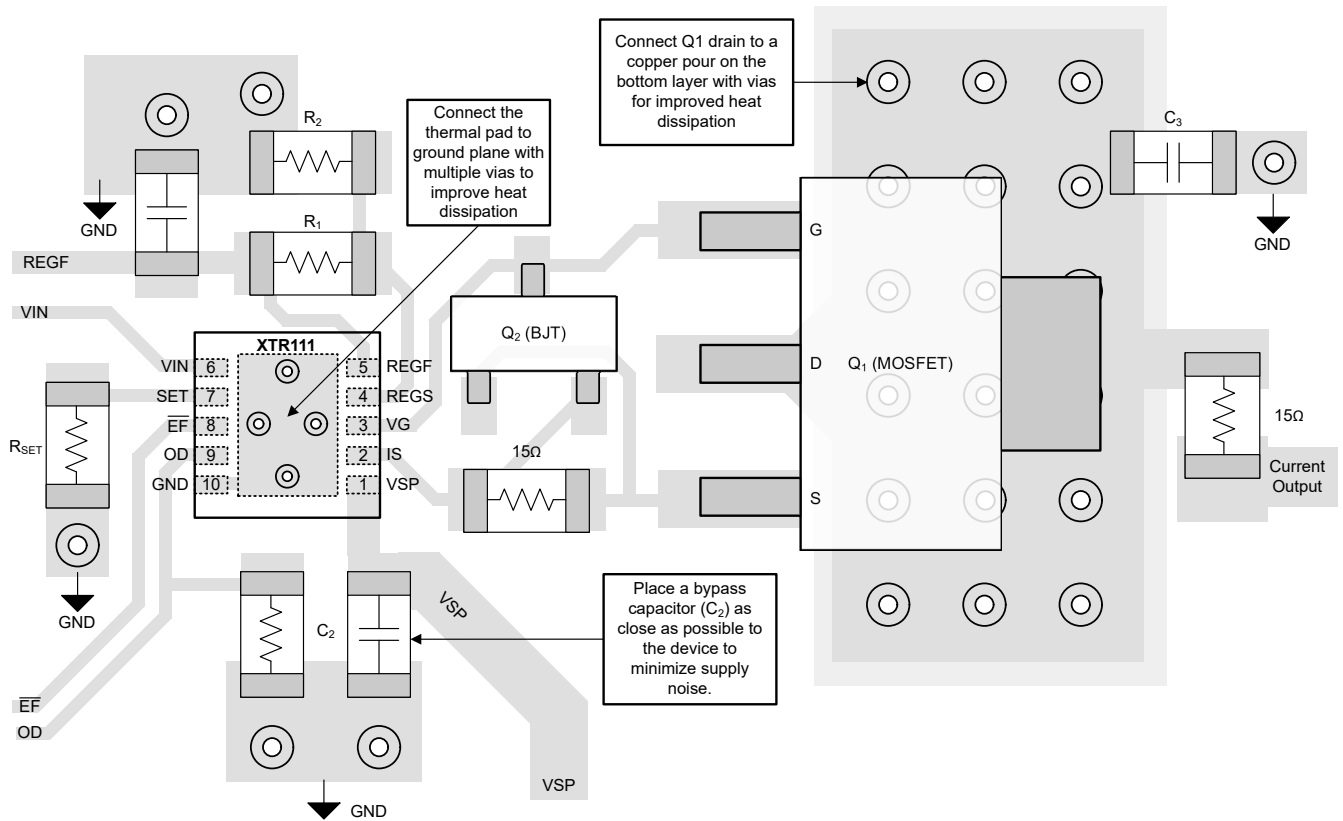 Connect Q1 drain to a
copper pour on the
bottom layer with vias
for improved heat
dissipation
Connect the
thermal pad to
ground plane with
multiple vias to
improve heat
dissipation
R2
C3
GND
GND
R1
REGF
VIN
G
Q2 (BJT)
D
Q1 (MOSFET)
S
XTR111
VIN 6
5 REGF
SET 7
4 REGS
E̅F̅ 8
3 VG
OD 9
2 IS
GND 10
1 VSP
RSET
15Ω
15Ω
Current
Output
GND
C2
VSP
Place a bypass
capacitor (C2) as
close as possible to
the device to
minimize supply
noise.
E̅F̅
OD
VSP
GND